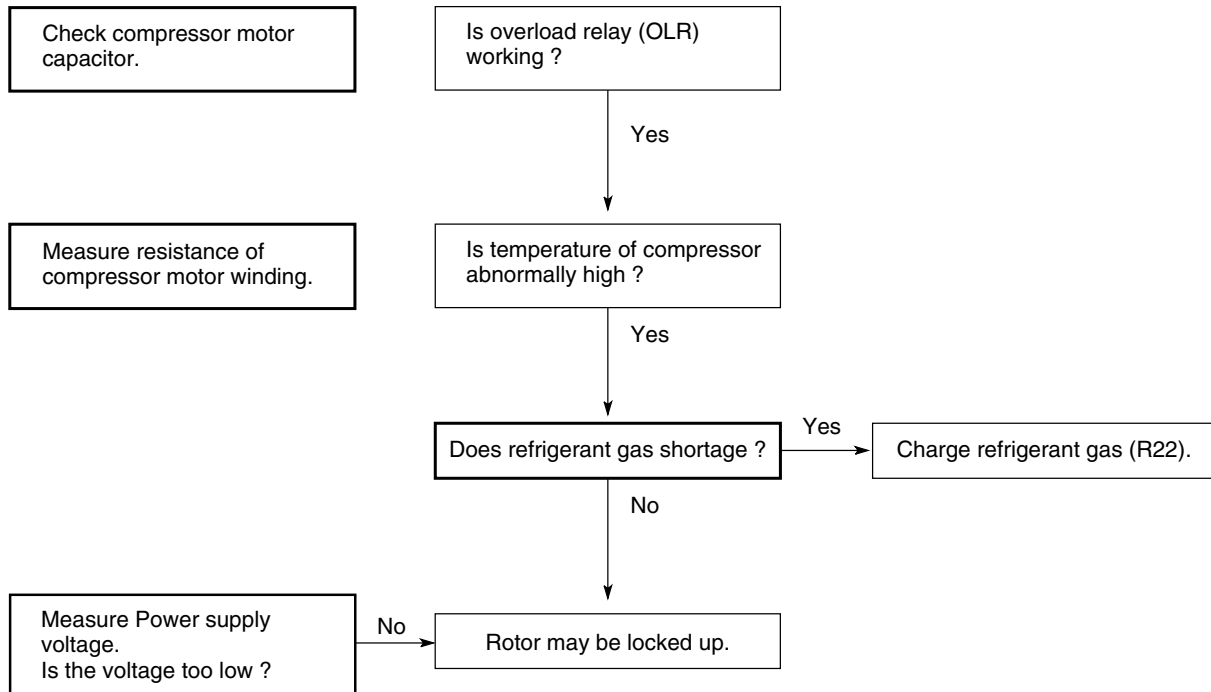 Check compressor motor
capacitor.
Is overload relay (OLR)
working ?
Yes
Measure resistance of
compressor motor winding.
Is temperature of compressor
abnormally high ?
Yes
Does refrigerant gas shortage ?
Yes
Charge refrigerant gas (R22).
No
Measure Power supply
voltage.
Is the voltage too low ?
No
Rotor may be locked up.